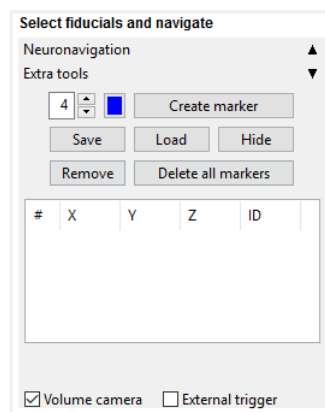 Select fiducials and navigate
Neuronavigation ▲
Extra tools ▼
4 Create marker
Save Load Hide
Remove Delete all markers
# X Y Z ID
Volume camera External trigger